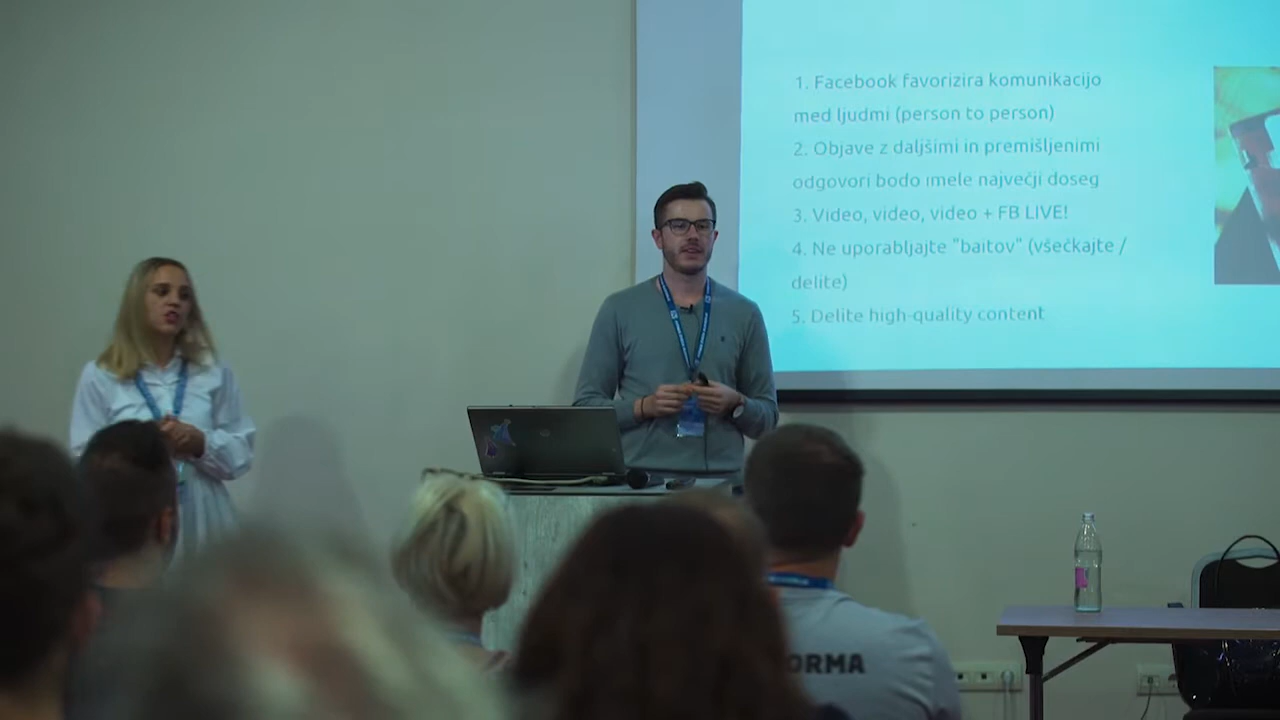 1. Facebook favorizira komunikacijo
med ljudmi (person to person)
2. Objave z daljšimi in premišljenimi
odgovori bodo imele največji doseg
3. Video, video, video + FB LIVE!
4. Ne uporabljajte "baitov" (všečkajte /
delite)
5. Delite high-quality content
ORMA